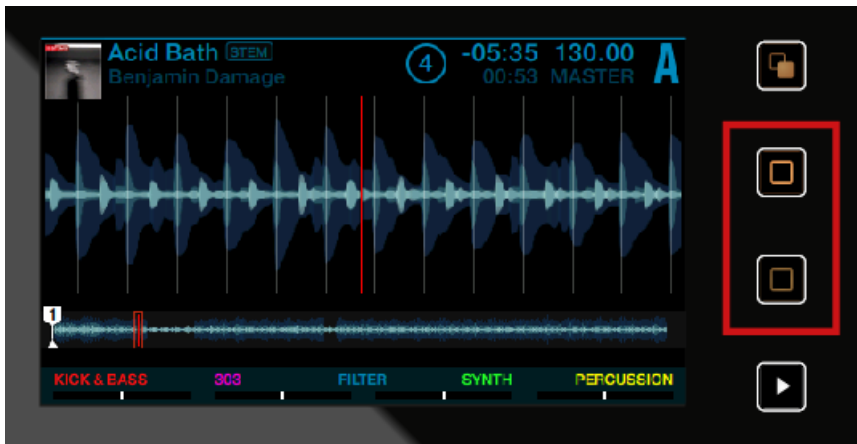 Acid Bath STEM
Benjamin Damage
4
-05:35 130.00
00:53 MASTER
A
1
KICK & BASS 303 FILTER SYNTH PERCUSSION